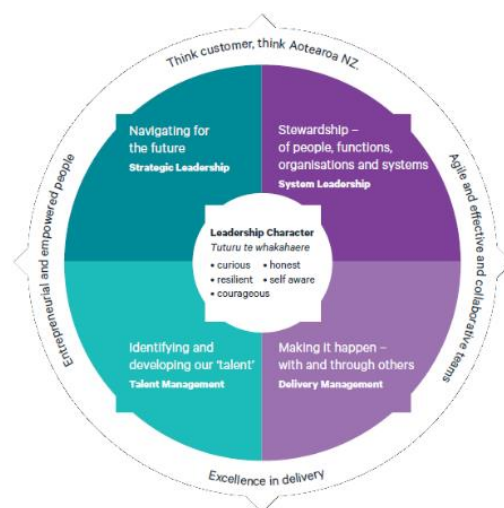 Think customer, think Aotearoa NZ.
Navigating for
the future
Strategic Leadership
Stewardship –
of people, functions,
organisations and systems
System Leadership
Entrepreneurial and empowered people
Agile and effective and collaborative teams
Leadership Character
Tuturu te whakahaere
• curious • honest
• resilient • self aware
• courageous
Identifying and
developing our ‘talent’
Talent Management
Making it happen –
with and through others
Delivery Management
Excellence in delivery